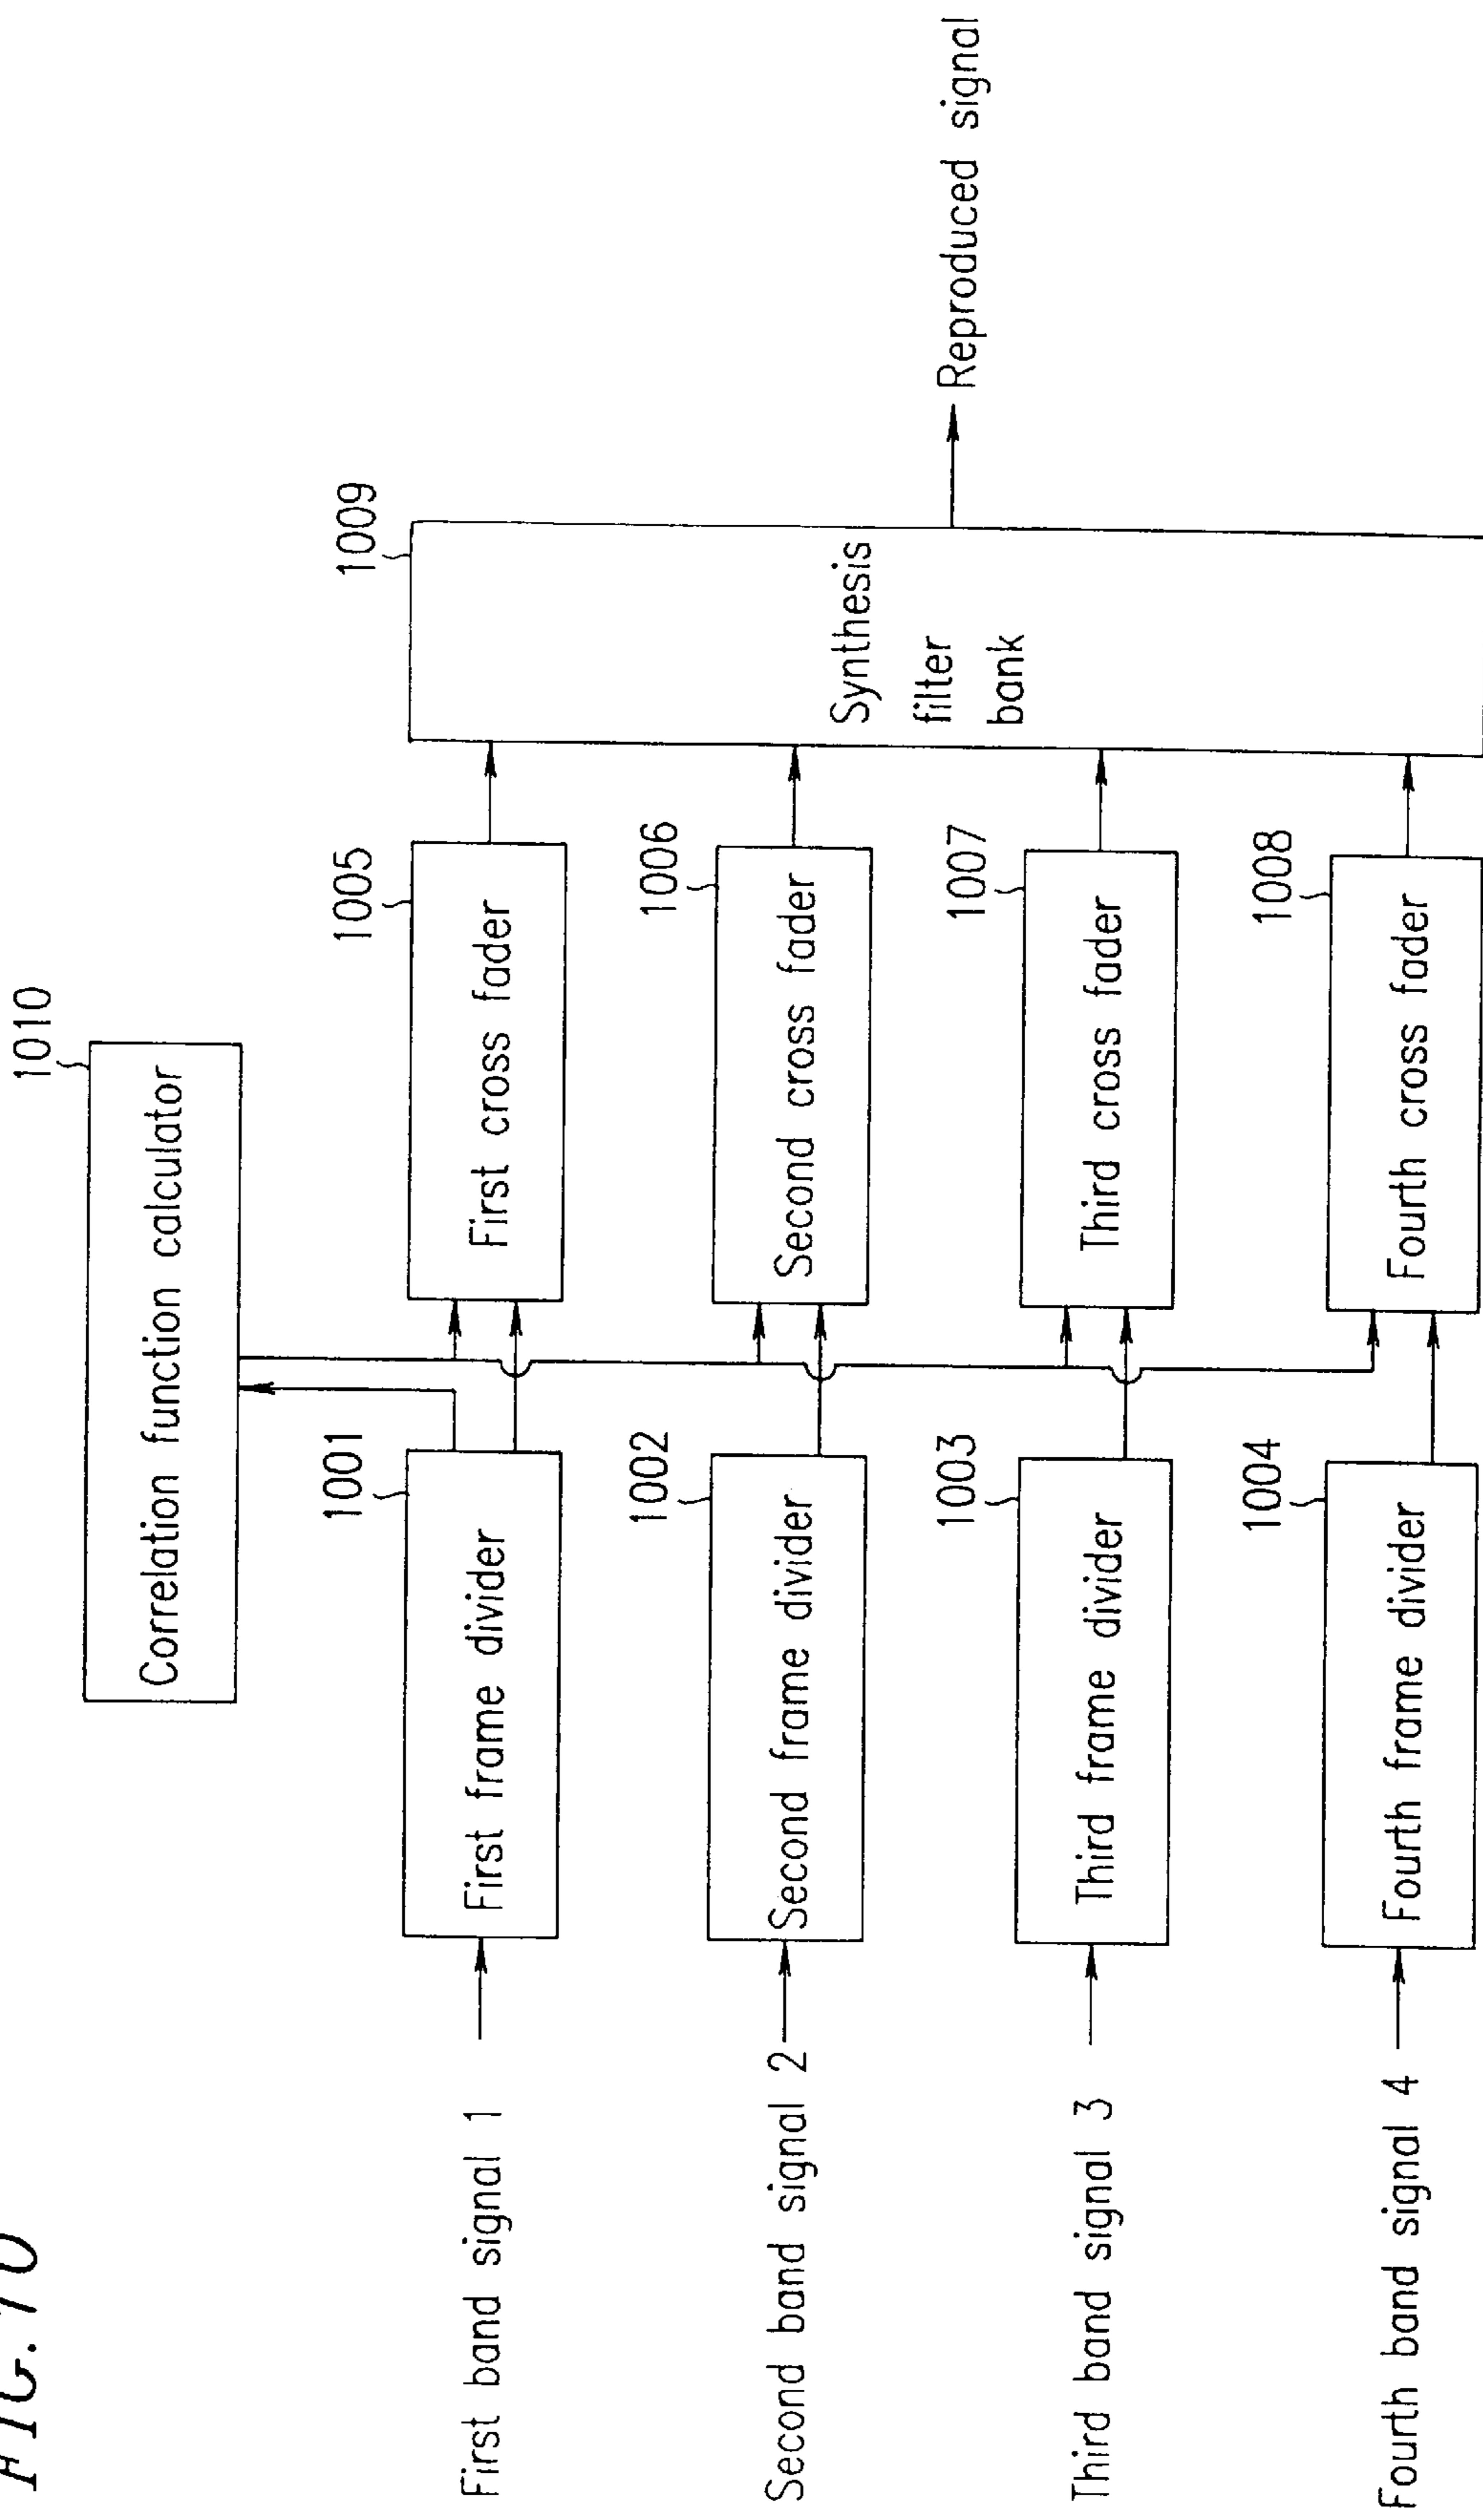 FIG. 10
1010
Correlation function calculator
1001
1005
1009
First band signal 1
First frame divider
First cross fader
1002
1006
Second band signal 2
Second frame divider
Second cross fader
Synthesis
filter
bank
Reproduced signal
1003
1007
Third band signal 3
Third frame divider
Third cross fader
1004
1008
Fourth band signal 4
Fourth frame divider
Fourth cross fader